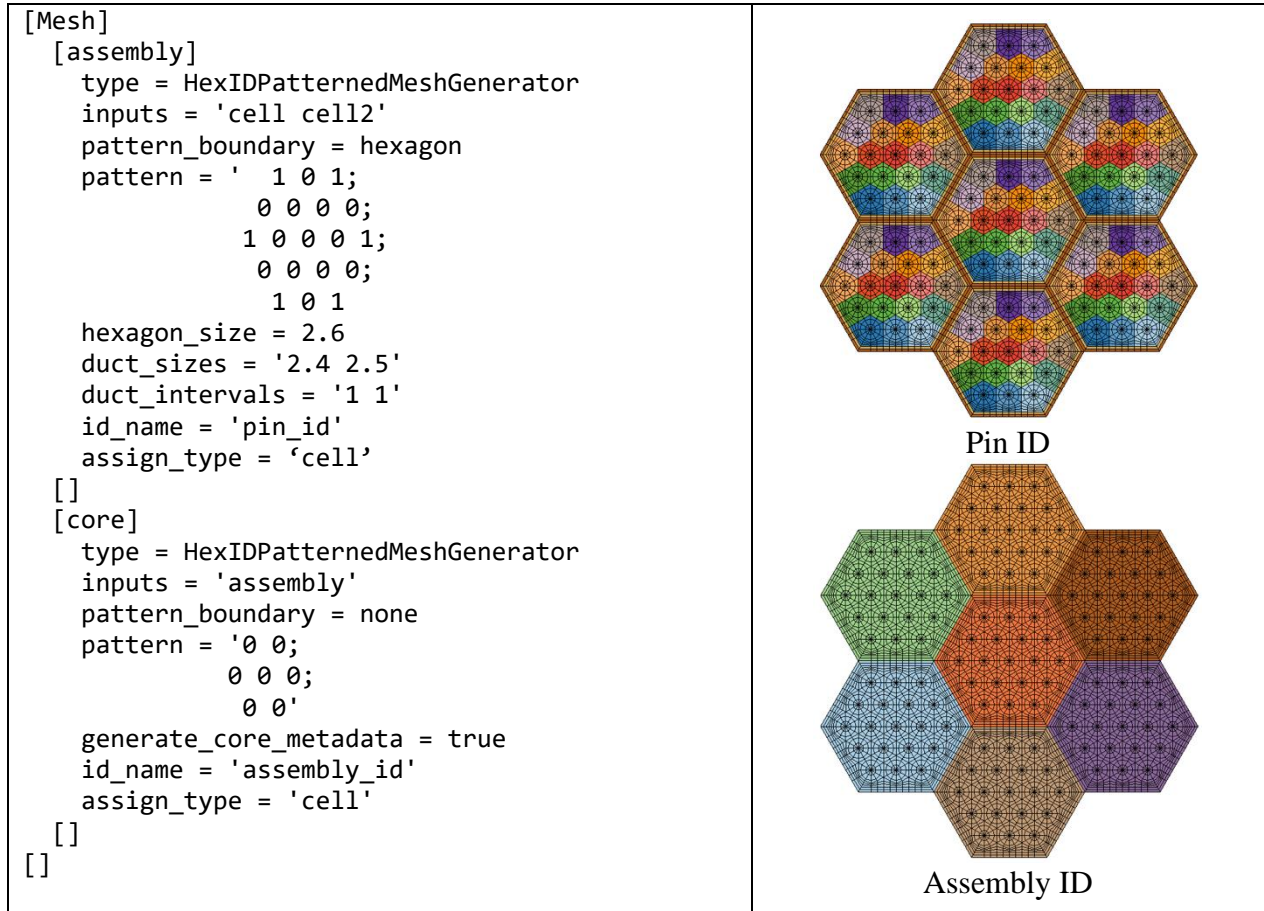 [Mesh]
  [assembly]
    type = HexIDPatternedMeshGenerator
    inputs = 'cell cell2'
    pattern_boundary = hexagon
    pattern = '  1 0 1;
                0 0 0 0;
               1 0 0 0 1;
                0 0 0 0;
                 1 0 1
    hexagon_size = 2.6
    duct_sizes = '2.4 2.5'
    duct_intervals = '1 1'
    id_name = 'pin_id'
    assign_type = ‘cell’
  []
  [core]
    type = HexIDPatternedMeshGenerator
    inputs = 'assembly'
    pattern_boundary = none
    pattern = '0 0;
              0 0 0;
               0 0'
    generate_core_metadata = true
    id_name = 'assembly_id'
    assign_type = 'cell'
  []
[]
Pin ID
Assembly ID